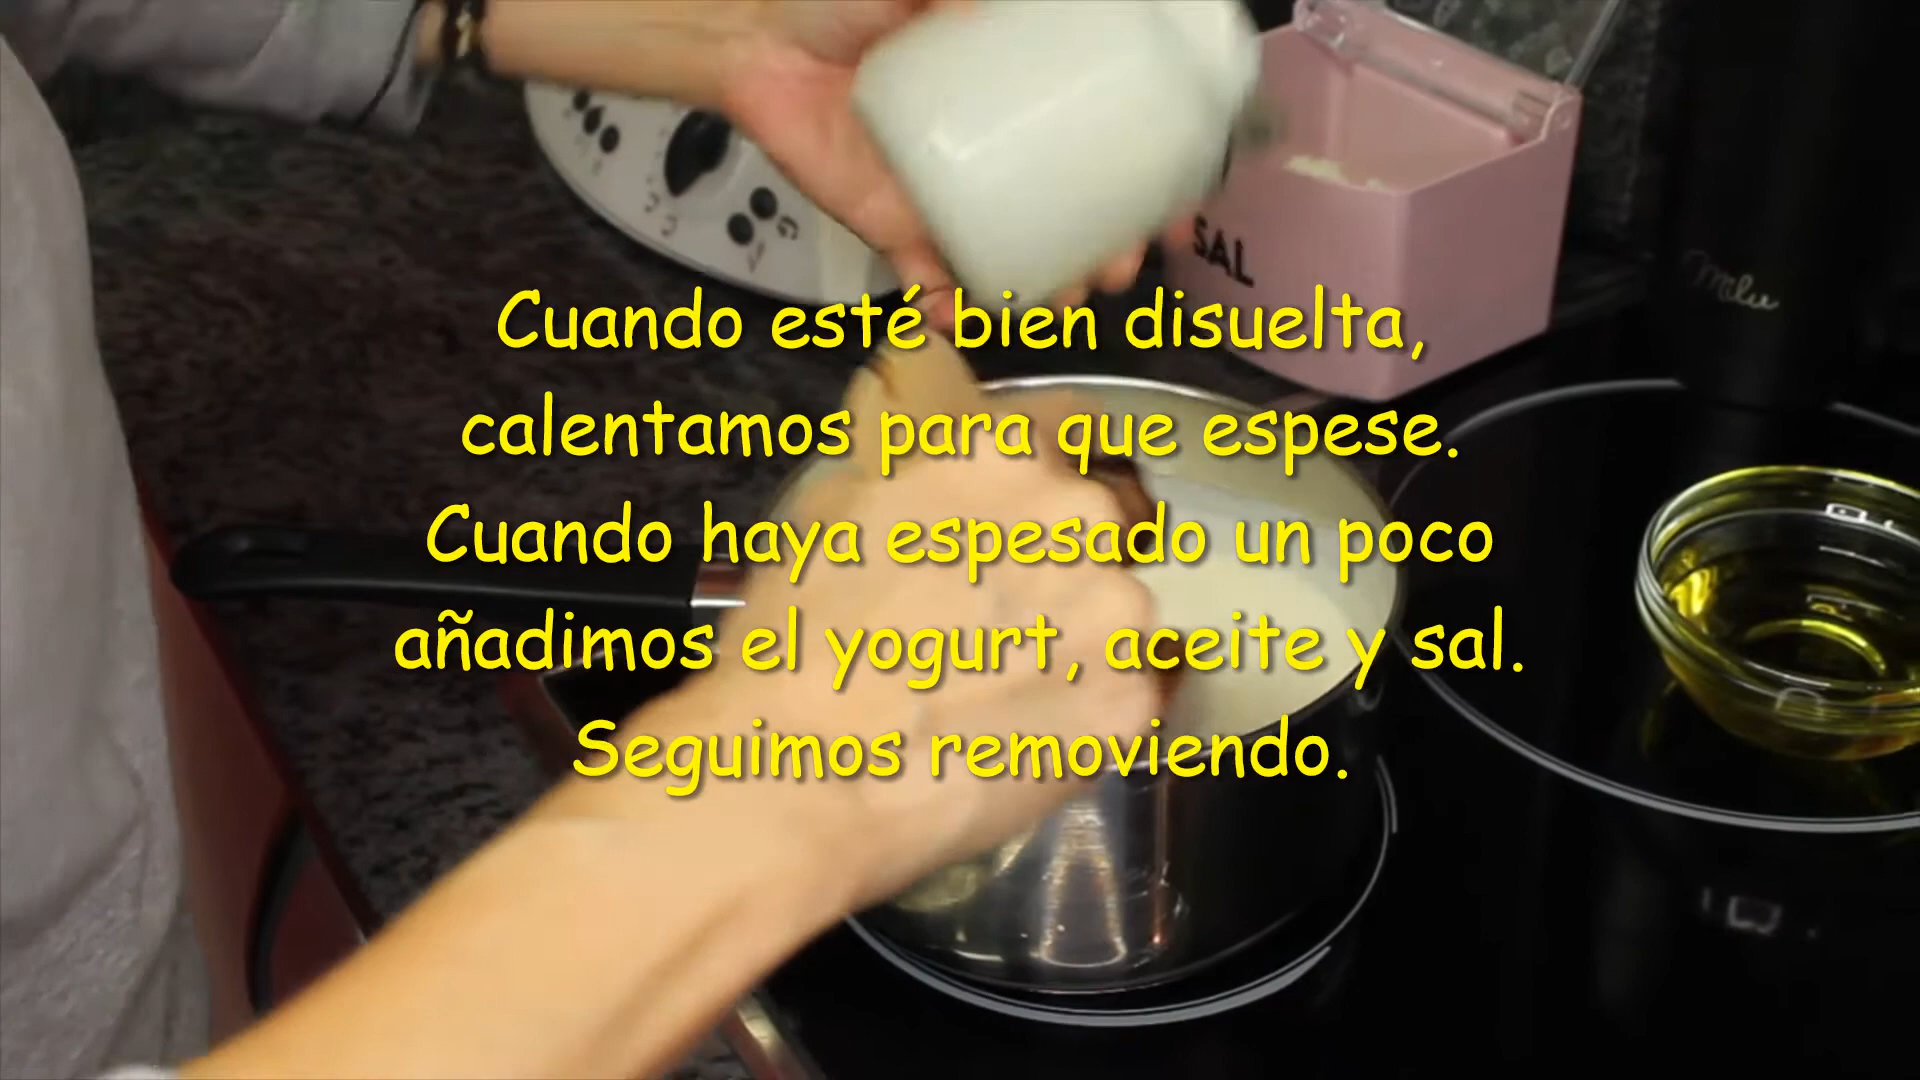 SAL
Milu
Cuando esté bien disuelta,
calentamos para que espese.
Cuando haya espesado un poco
añadimos el yogurt, aceite y sal.
Seguimos removiendo.